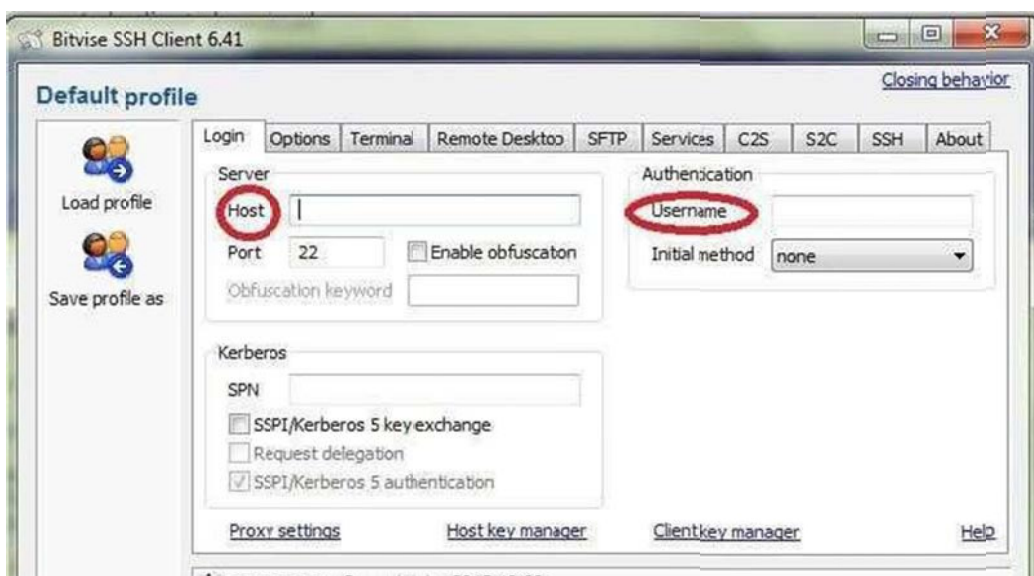 Bitvise SSH Client 6.41
Closing behavior
Default profile
Load profile
Save profile as
Login Options Terminal Remote Desktop SFTP Services C2S S2C SSH About
Server
Host
Port 22 Enable obfuscaton
Obfuscation keyword
Authentication
Username
Initial method none
Kerberos
SPN
SSPI/Kerberos 5 key exchange
Request delegation
SSPI/Kerberos 5 authentication
Proxy settings Host key manager Client key manager Help